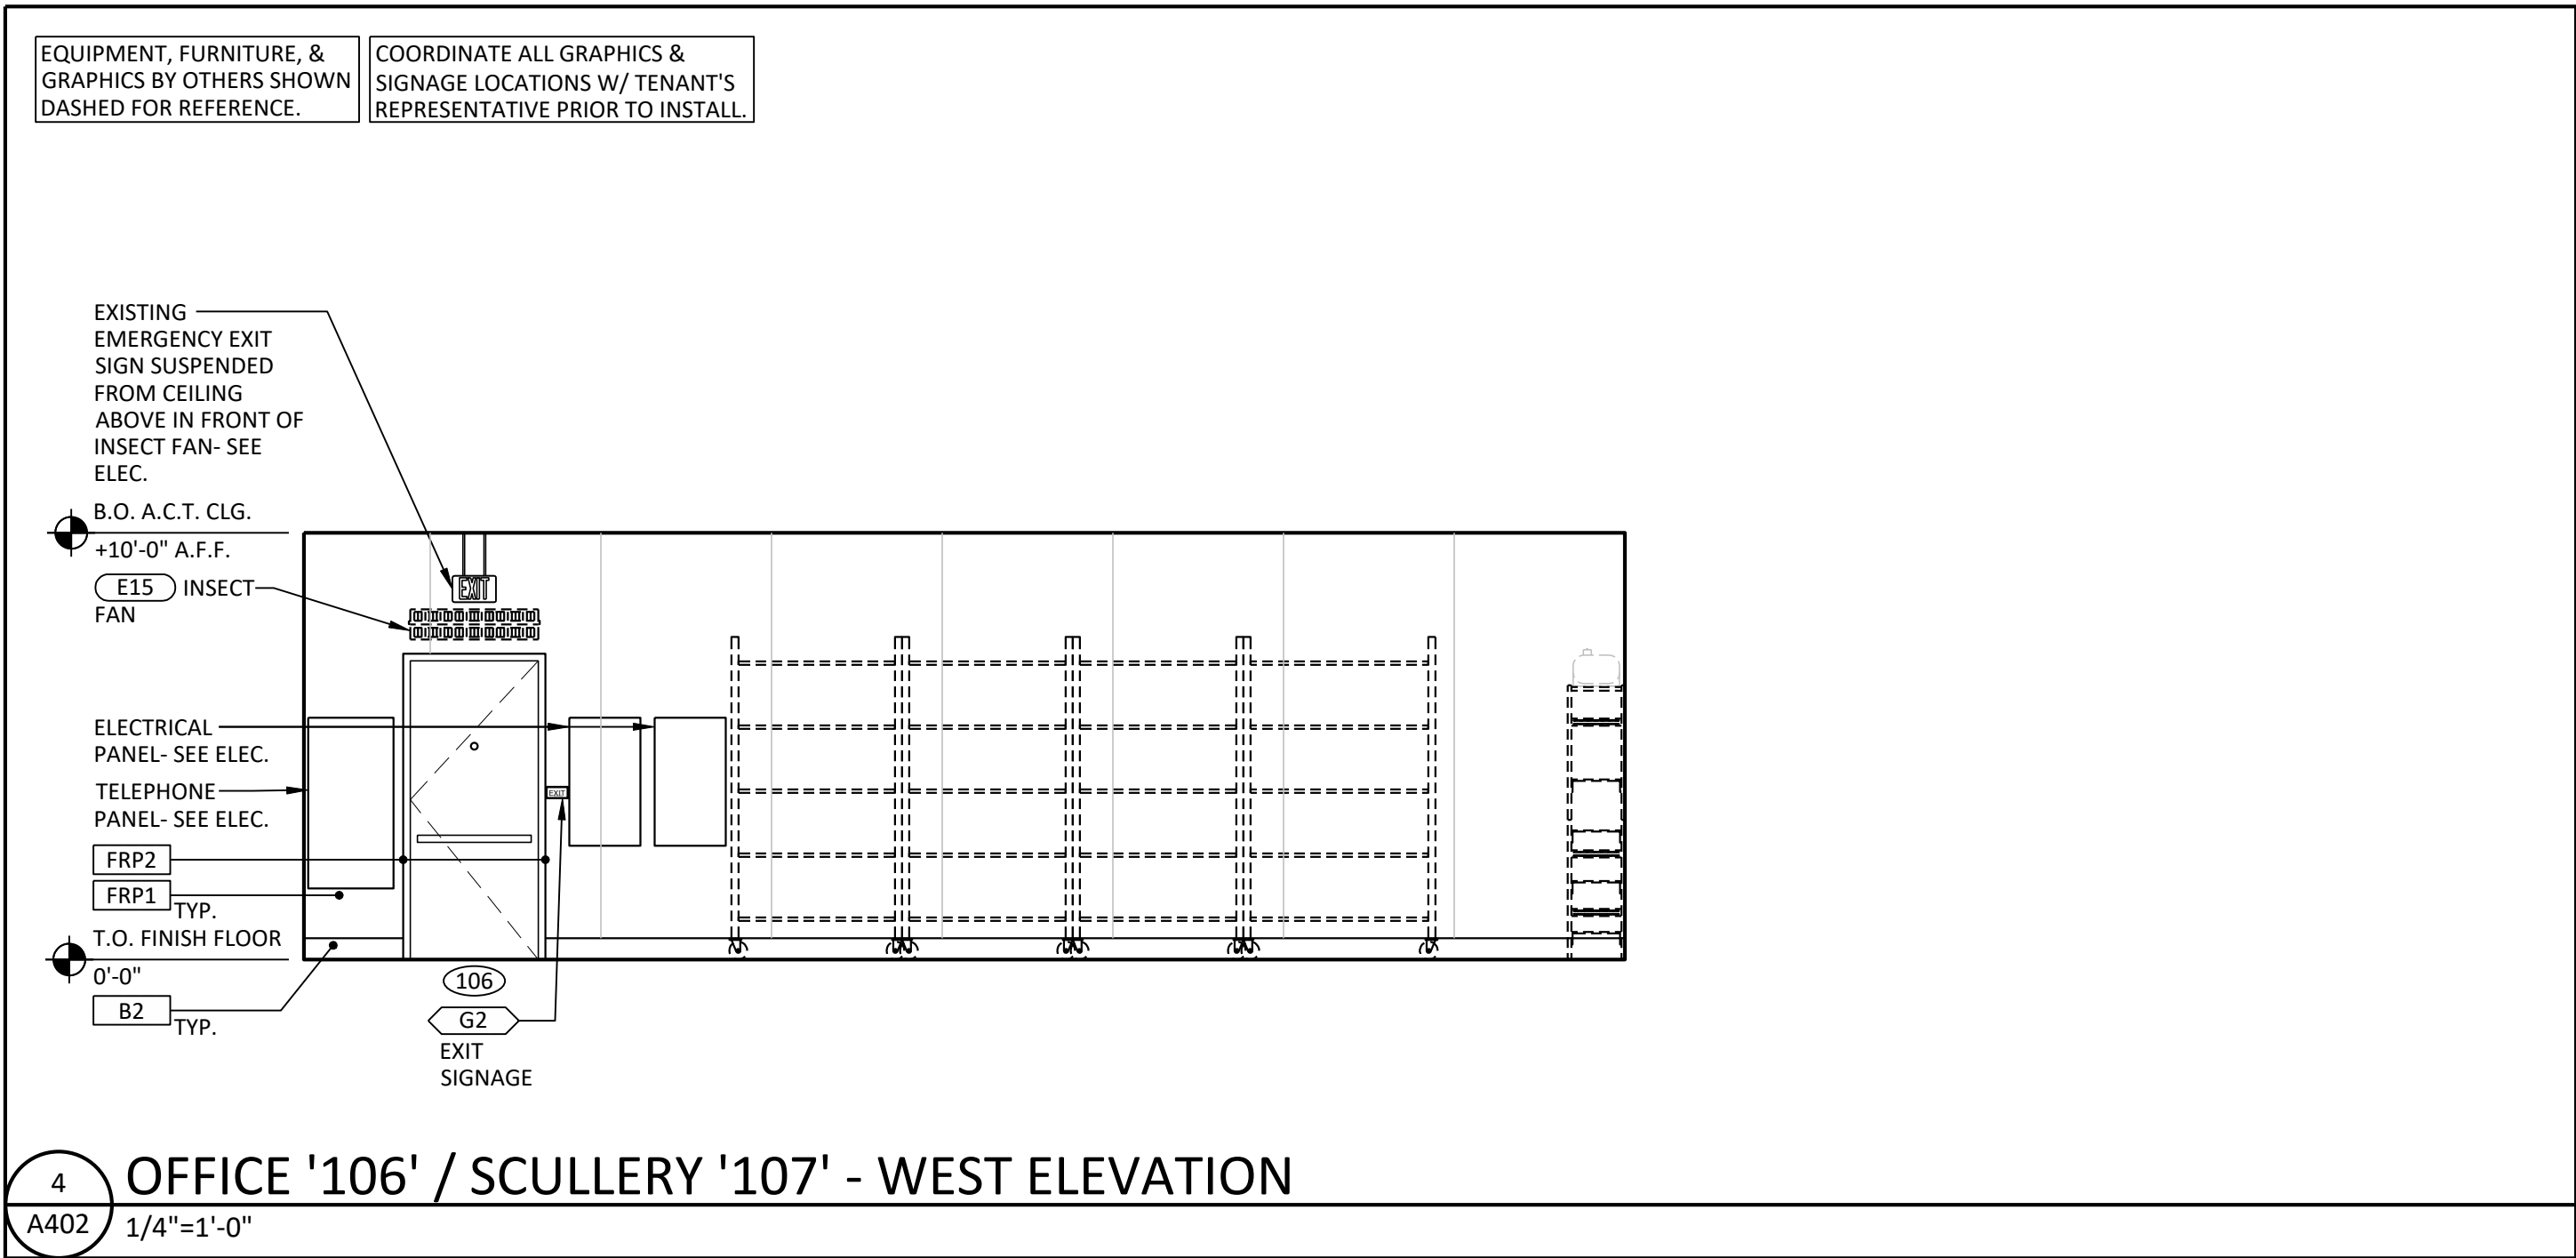 EQUIPMENT, FURNITURE, &
GRAPHICS BY OTHERS SHOWN
DASHED FOR REFERENCE.
COORDINATE ALL GRAPHICS &
SIGNAGE LOCATIONS W/ TENANT'S
REPRESENTATIVE PRIOR TO INSTALL.
EXISTING
EMERGENCY EXIT
SIGN SUSPENDED
FROM CEILING
ABOVE IN FRONT OF
INSECT FAN- SEE
ELEC.
B.O. A.C.T. CLG.
+10'-0" A.F.F.
E15 INSECT
FAN
EXIT
ELECTRICAL
PANEL- SEE ELEC.
TELEPHONE
PANEL- SEE ELEC.
EXIT
FRP2
FRP1 TYP.
T.O. FINISH FLOOR
0'-0"
B2 TYP.
106
G2
EXIT
SIGNAGE
4
A402
OFFICE '106' / SCULLERY '107' - WEST ELEVATION
1/4"=1'-0"